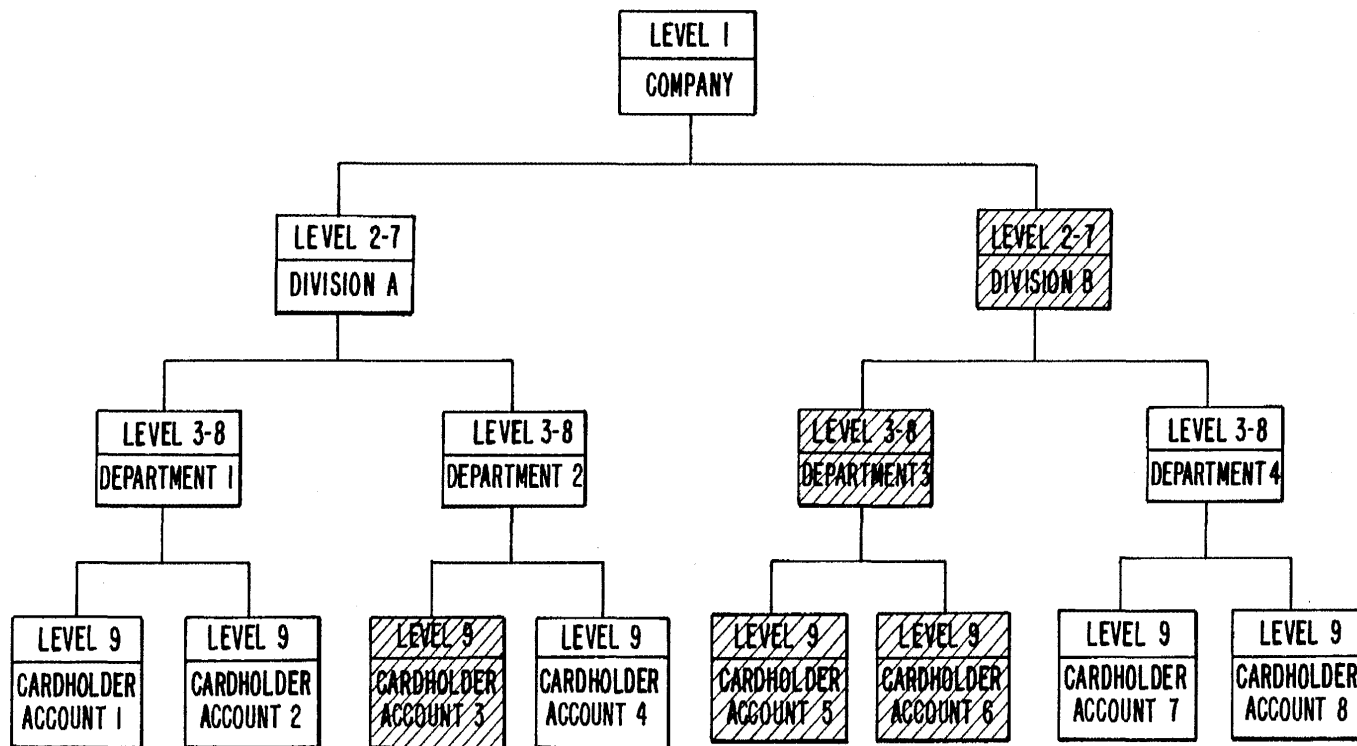 LEVEL 1
COMPANY
LEVEL 2-7
DIVISION A
LEVEL 2-7
DIVISION B
LEVEL 3-8
DEPARTMENT 1
LEVEL 3-8
DEPARTMENT 2
LEVEL 3-8
DEPARTMENT 3
LEVEL 3-8
DEPARTMENT 4
LEVEL 9
CARDHOLDER
ACCOUNT 1
LEVEL 9
CARDHOLDER
ACCOUNT 2
LEVEL 9
CARDHOLDER
ACCOUNT 3
LEVEL 9
CARDHOLDER
ACCOUNT 4
LEVEL 9
CARDHOLDER
ACCOUNT 5
LEVEL 9
CARDHOLDER
ACCOUNT 6
LEVEL 9
CARDHOLDER
ACCOUNT 7
LEVEL 9
CARDHOLDER
ACCOUNT 8